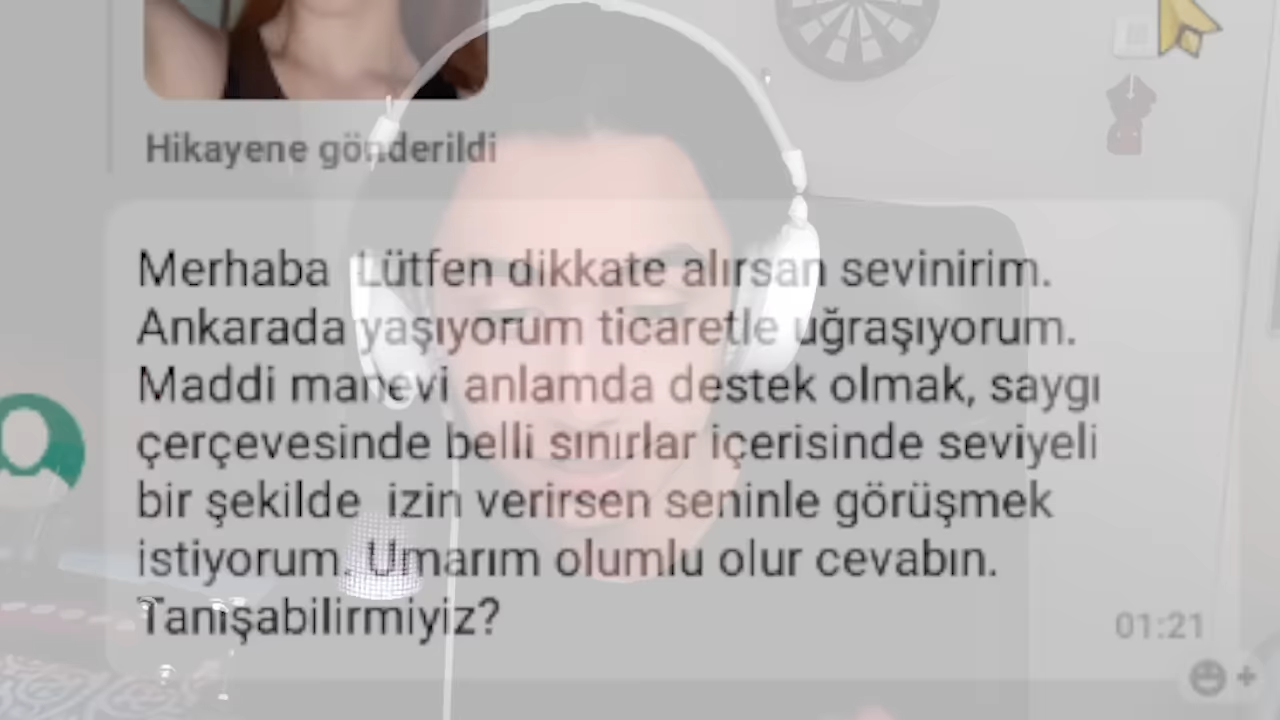 Hikayene gönderildi
Merhaba Lütfen dikkate alırsan sevinirim.
Ankarada yaşıyorum ticaretle uğraşıyorum.
Maddi manevi anlamda destek olmak, saygı
çerçevesinde belli sınırlar içerisinde seviyeli
bir şekilde izin verirsen seninle görüşmek
istiyorum. Umarım olumlu olur cevabın.
Tanışabilirmiyiz?
01:21